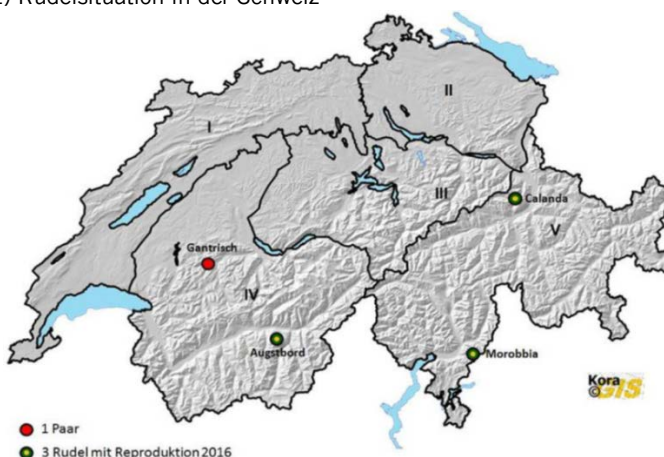 Rudelsituation in der Schweiz
II
I
III
Calanda
V
Gantrisch
IV
Augstbord
Morobbia
Kora
©GIS
1 Paar
3 Rudel mit Reproduktion 2016